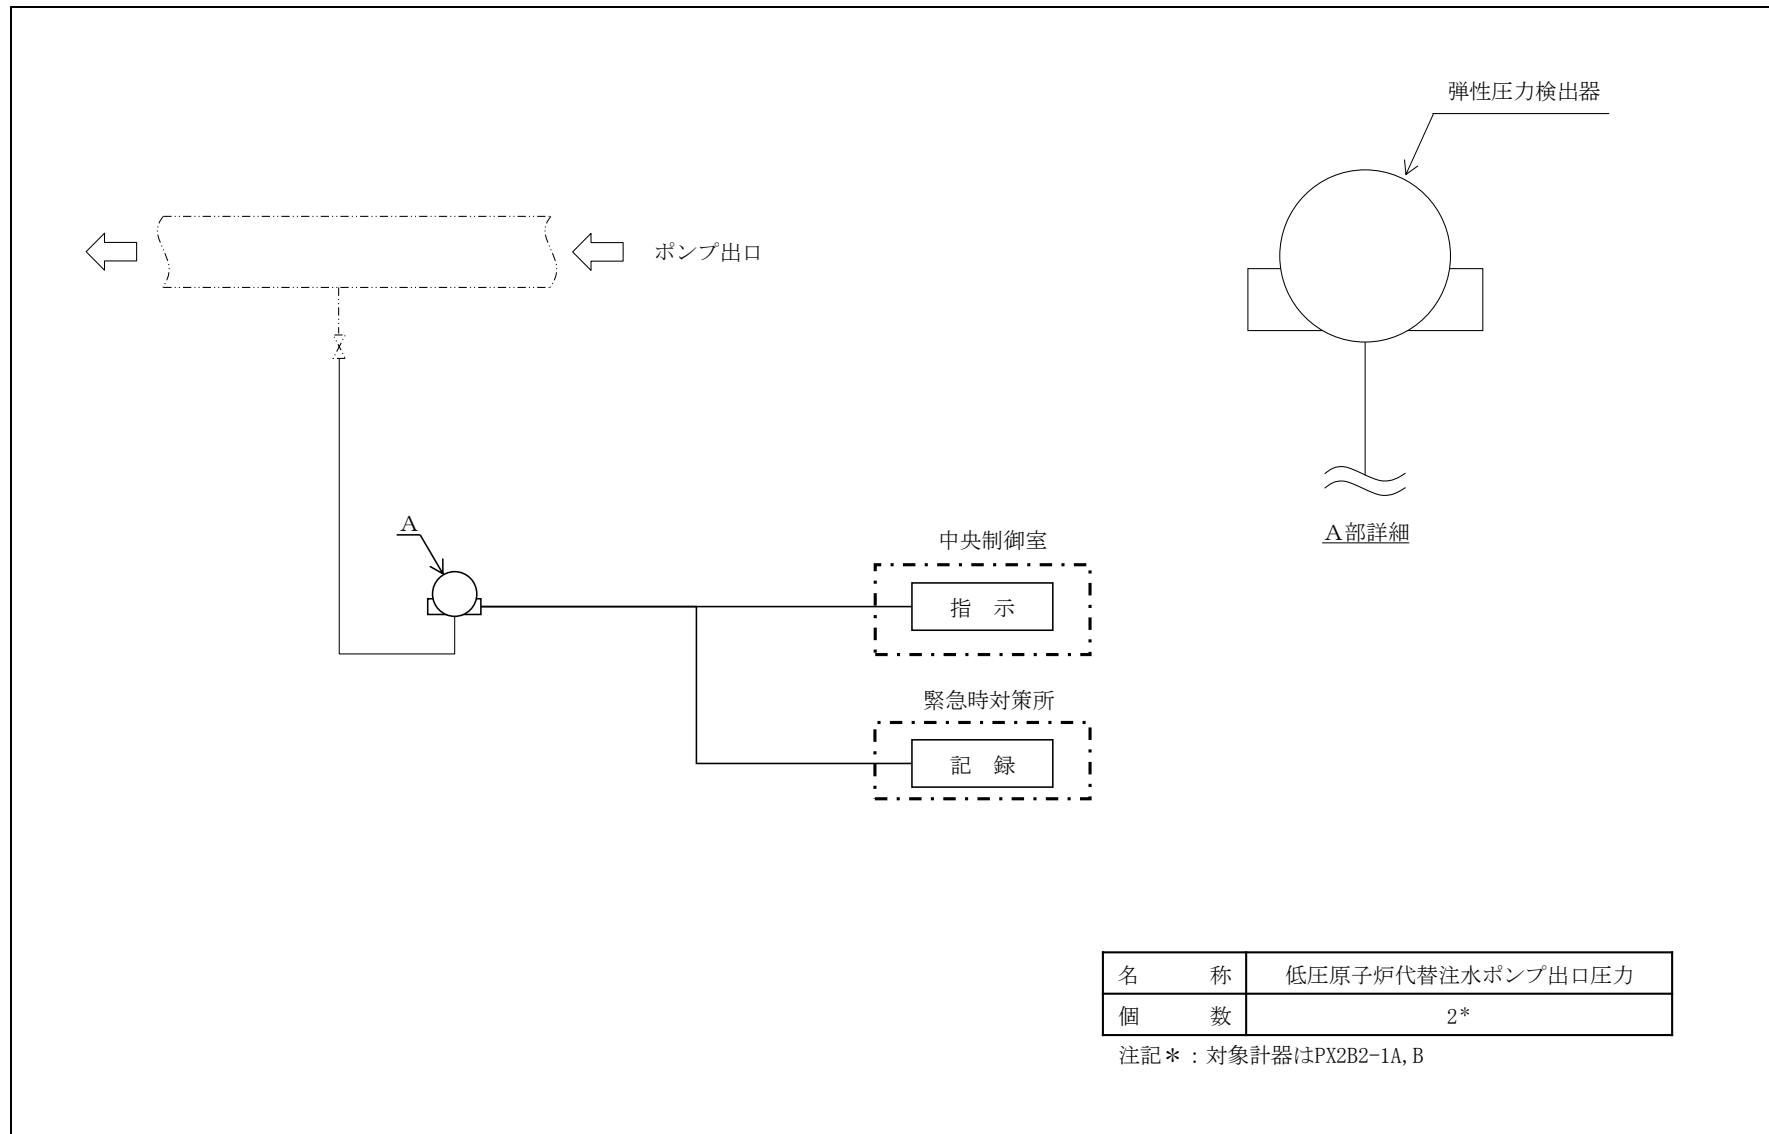 弾性圧力検出器
ポンプ出口
A
A部詳細
中央制御室
指 示
緊急時対策所
記 録
名 称 低圧原子炉代替注水ポンプ出口圧力
個 数 2*
注記＊：対象計器はPX2B2-1A,B